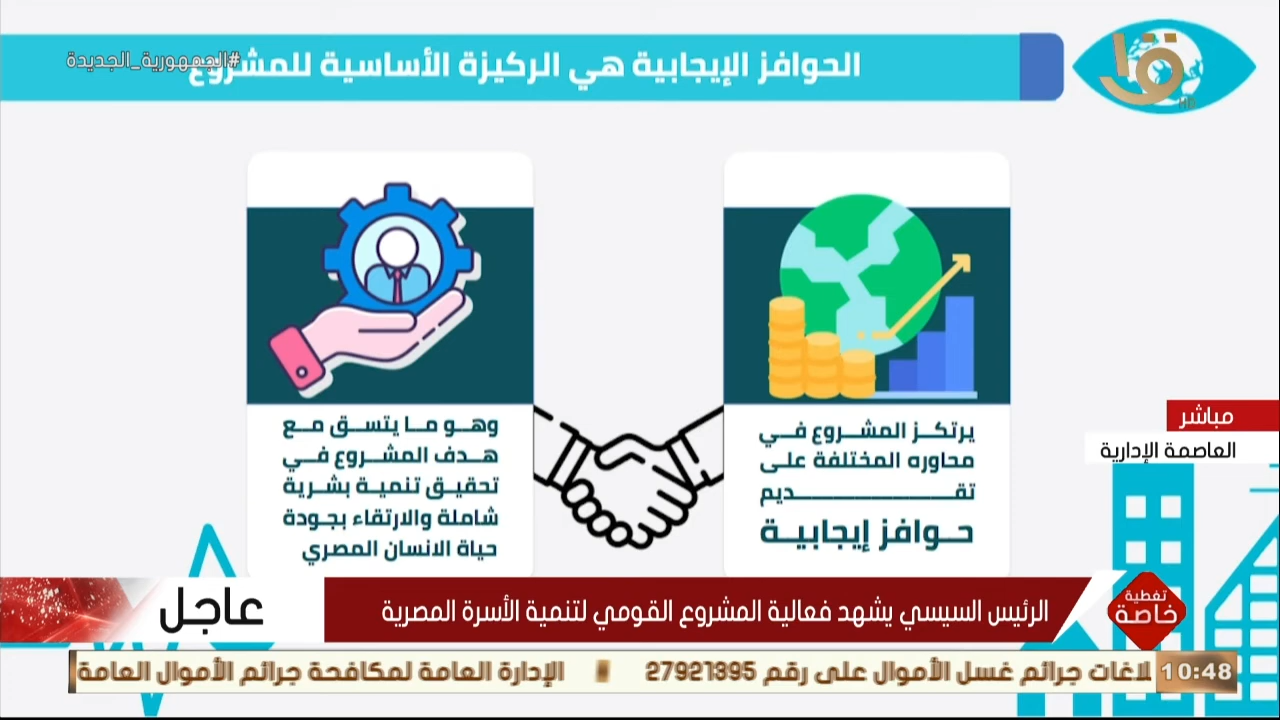 الحوافز الإيجابية هي الركيزة الأساسية للمشروع
#الجمهورية_الجديدة
HD
يرتكز المشروع في
محاوره المختلفة على
تقديم
حوافز إيجابية
وهو ما يتسق مع
هدف المشروع في
تحقيق تنمية بشرية
شاملة والارتقاء بجودة
حياة الانسان المصري
مباشر
العاصمة الإدارية
تغطية
خاصة
الرئيس السيسي يشهد فعالية المشروع القومي لتنمية الأسرة المصرية
عاجل
10:48
لاغات جرائم غسل الأموال على رقم 27921395 الإدارة العامة لمكافحة جرائم الأموال العامة